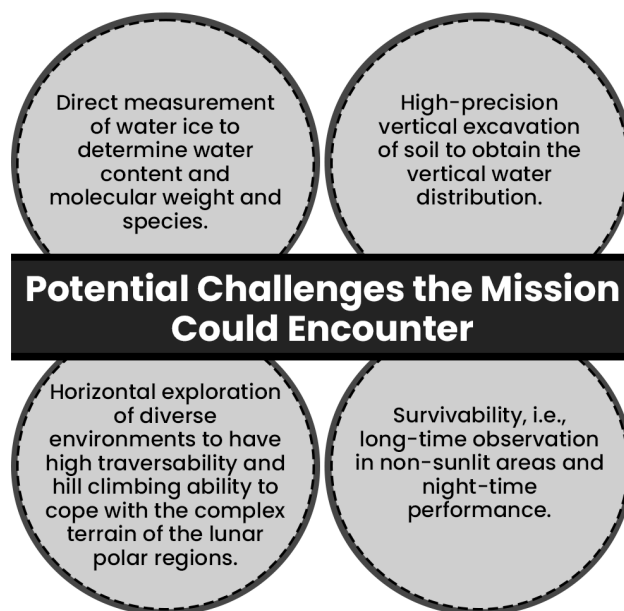 Direct measurement
of water ice to
determine water
content and
molecular weight and
species.
High-precision
vertical excavation
of soil to obtain the
vertical water
distribution.
Potential Challenges the Mission
Could Encounter
Horizontal exploration
of diverse
environments to have
high traversability and
hill climbing ability to
cope with the complex
terrain of the lunar
polar regions.
Survivability, i.e.,
long-time observation
in non-sunlit areas and
night-time
performance.